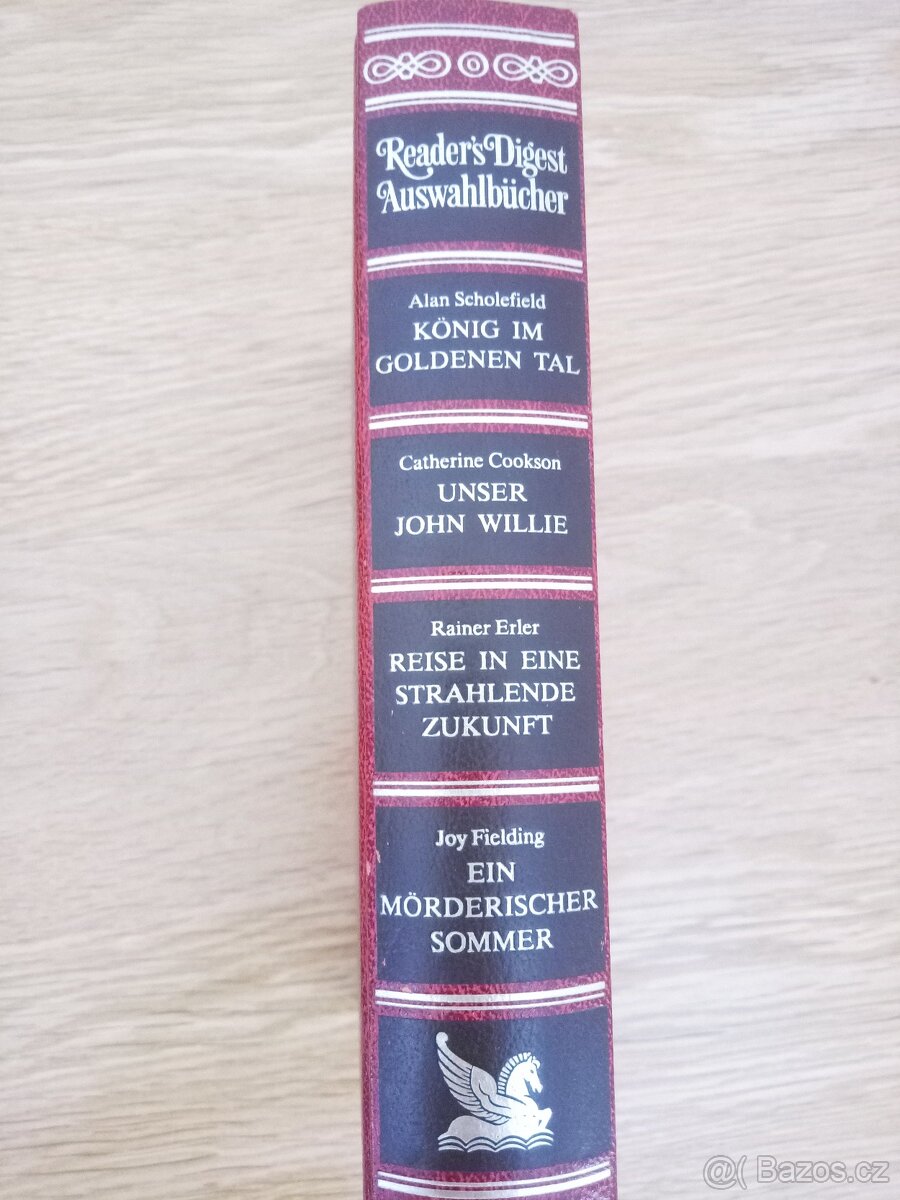 Reader's Digest
Auswahlbücher
Alan Scholefield
KÖNIG IM
GOLDENEN TAL
Catherine Cookson
UNSER
JOHN WILLIE
Rainer Erler
REISE IN EINE
STRAHLENDE
ZUKUNFT
Joy Fielding
EIN
MÖRDERISCHER
SOMMER
@( Bazos.cz